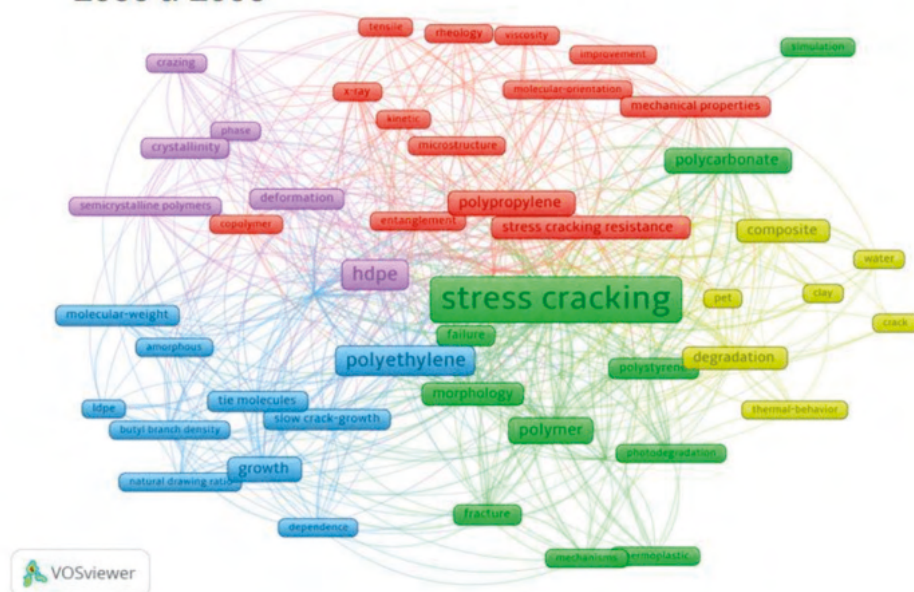 tensile
rheology
viscosity
simulation
improvement
crazing
x-ray
molecular-orientation
mechanical properties
kinetic
phase
crystallinity
microstructure
polycarbonate
deformation
semicrystalline polymers
polypropylene
copolymer
entanglement
stress cracking resistance
composite
water
hdpe
stress cracking
pet
clay
molecular-weight
crack
failure
amorphous
polyethylene
degradation
polystyrene
morphology
tie molecules
ldpe
slow crack-growth
thermal-behavior
butyl branch density
polymer
photodegradation
growth
natural drawing ratio
fracture
dependence
mechanisms
thermoplastic
VOSviewer